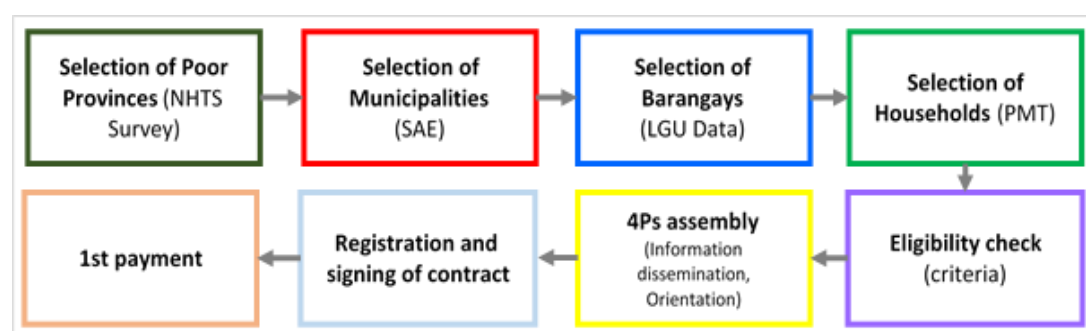 Selection of Poor
Provinces (NHTS
Survey)
Selection of
Municipalities
(SAE)
Selection of
Barangays
(LGU Data)
Selection of
Households (PMT)
Eligibility check
(criteria)
4Ps assembly
(Information
dissemination,
Orientation)
Registration and
signing of contract
1st payment